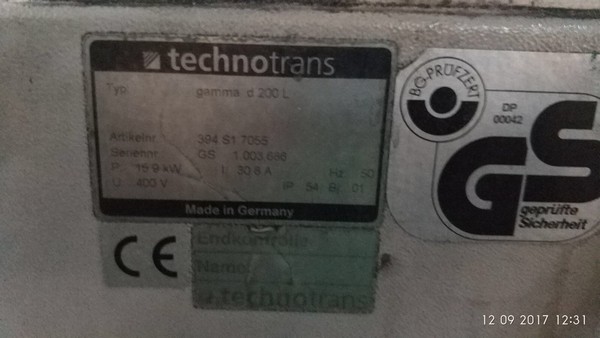 technotrans
Typ gamma d 200 L
Artikelnr 394 S1 7055
Seriennr GS 1.003.686
P 15.9 kW I 30.8 A Hz 50
U 400 V IP 54 Bj 01
Made in Germany
CE
Endkontrolle
Name
technotrans
BG-PRÜFZERT
DP
00042
GS
geprüfte
Sicherheit
12 09 2017 12:31